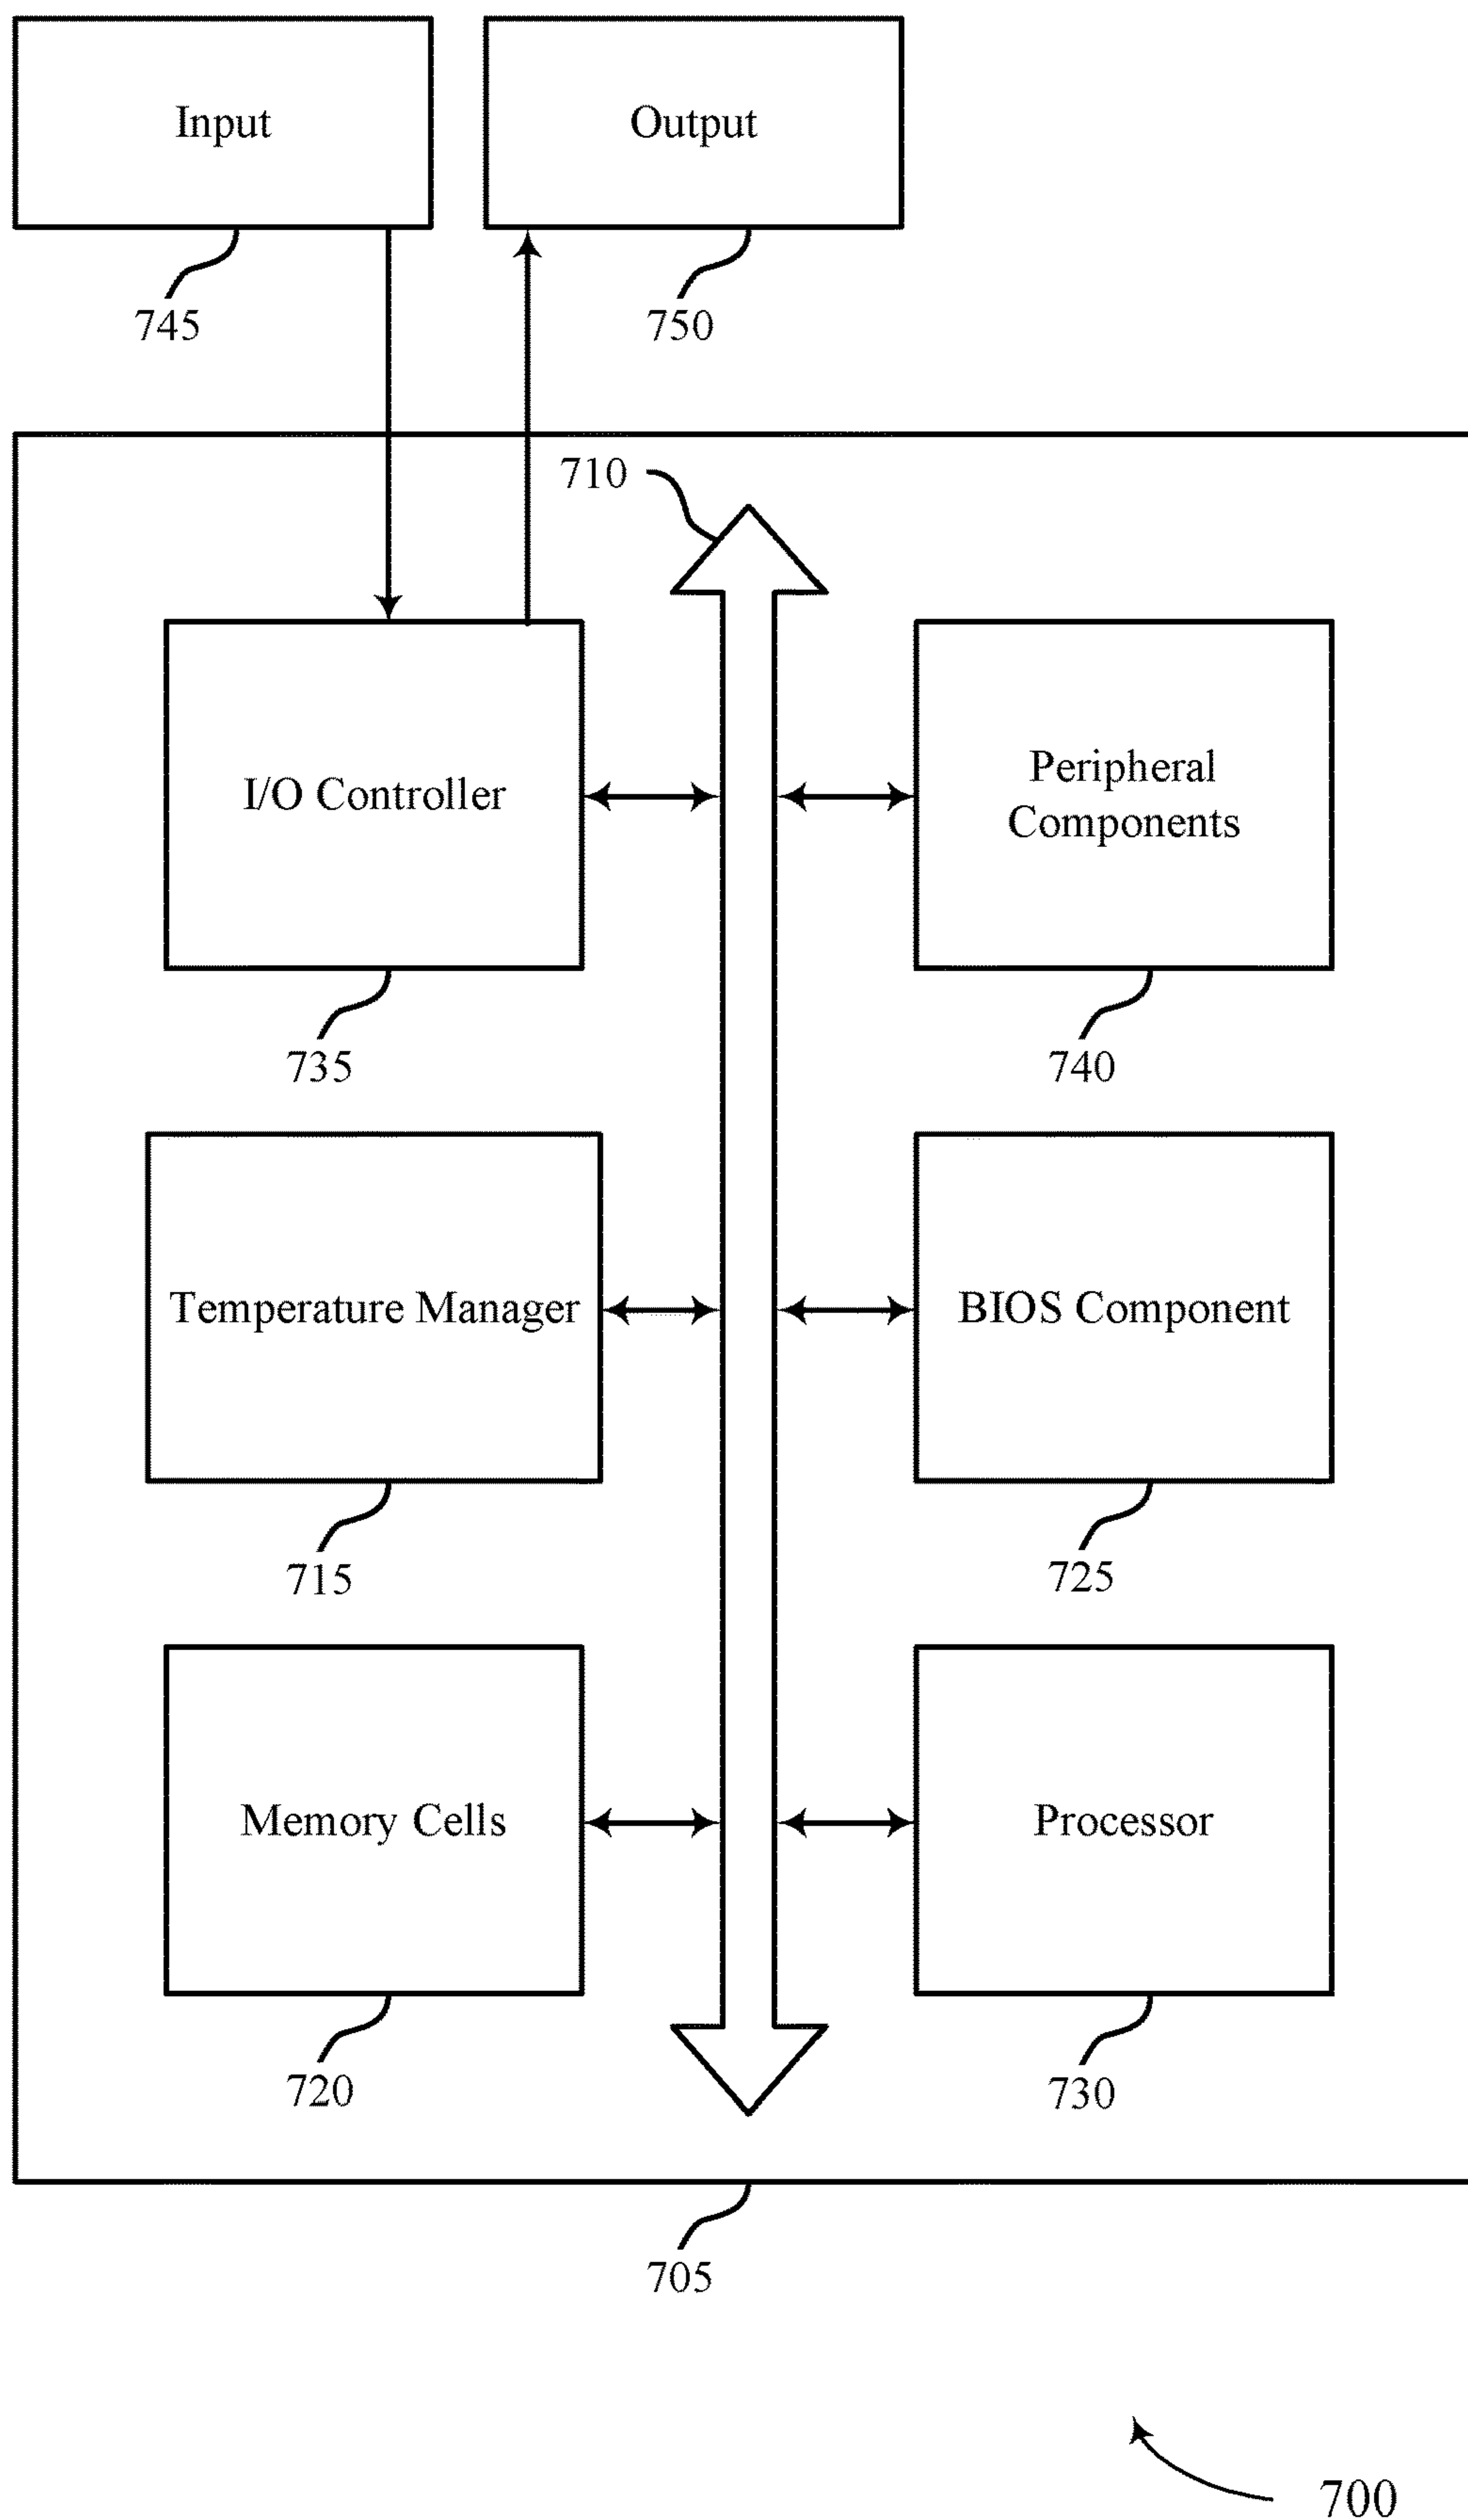 Input
Output
745
750
710
I/O Controller
Peripheral
Components
735
740
Temperature Manager
BIOS Component
715
725
Memory Cells
Processor
720
730
705
700